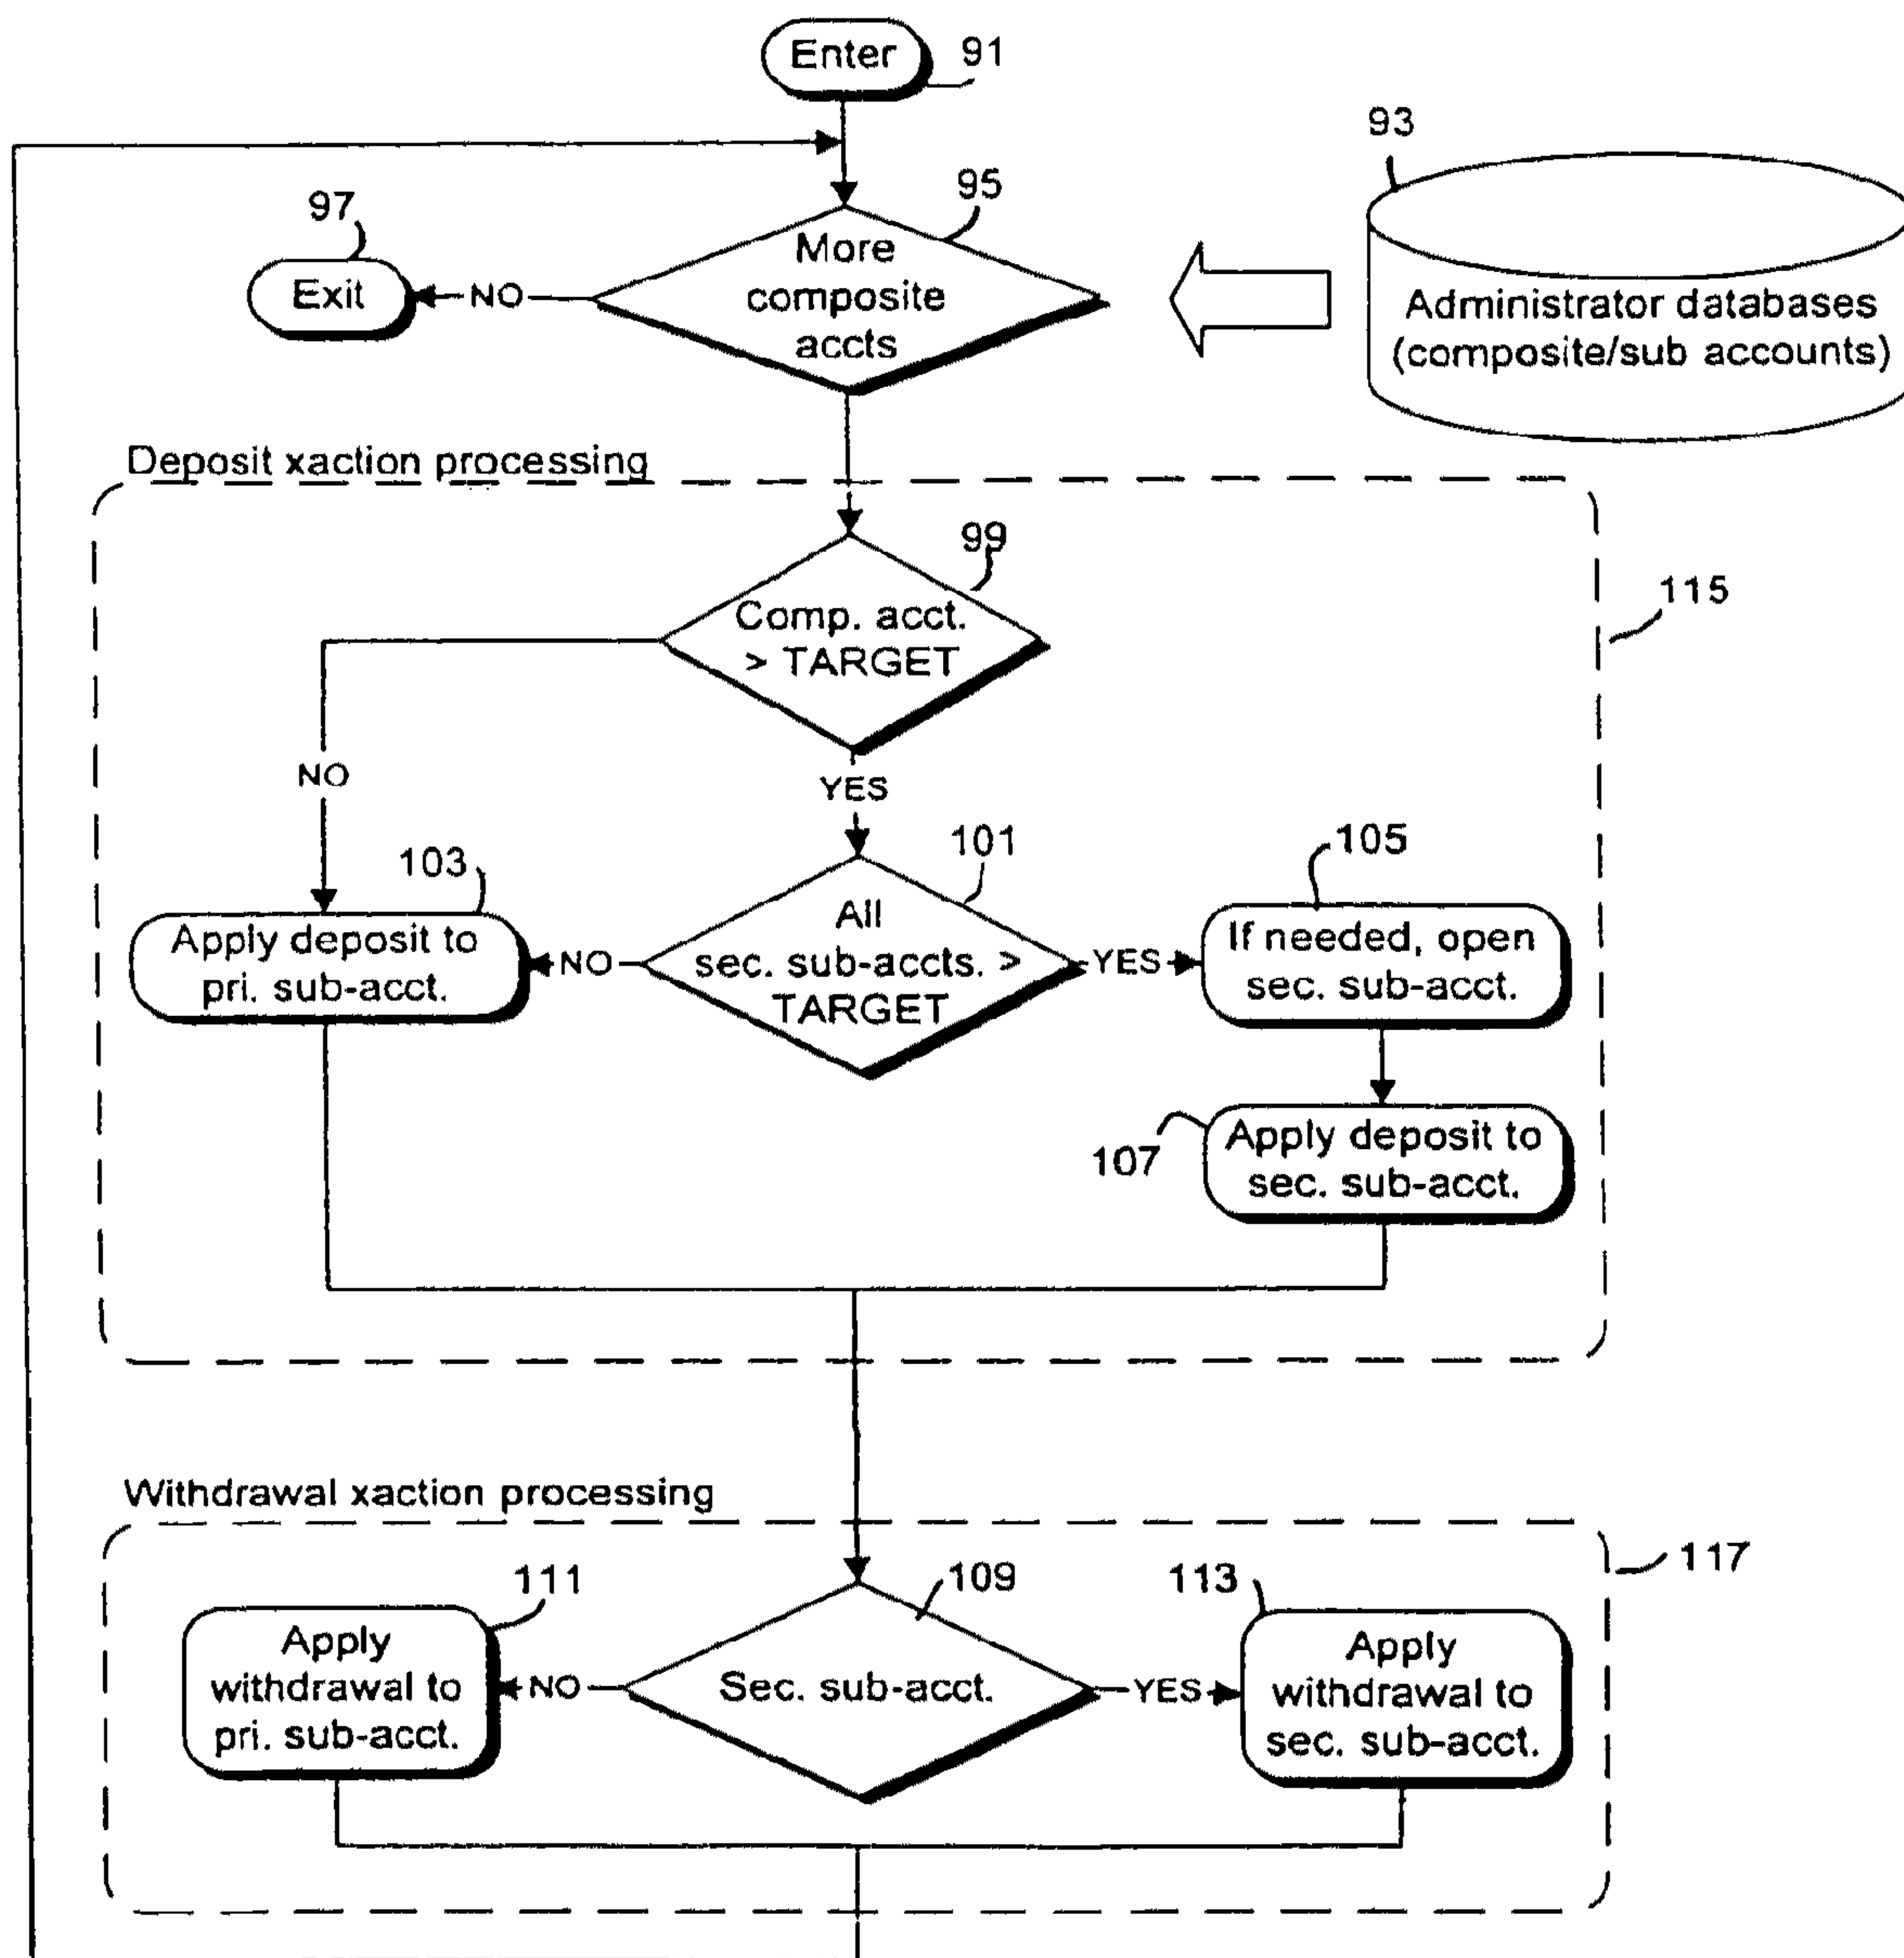 Enter
91
93
95
97
More
composite
accts
Exit
NO
Administrator databases
(composite/sub accounts)
Deposit xaction processing
99
115
Comp. acct.
> TARGET
NO
YES
103
101
105
Apply deposit to
pri. sub-acct.
NO
All
sec. sub-accts. >
TARGET
YES
If needed, open
sec. sub-acct.
107
Apply deposit to
sec. sub-acct.
Withdrawal xaction processing
117
111
109
113
Apply
withdrawal to
pri. sub-acct.
NO
Sec. sub-acct.
YES
Apply
withdrawal to
sec. sub-acct.